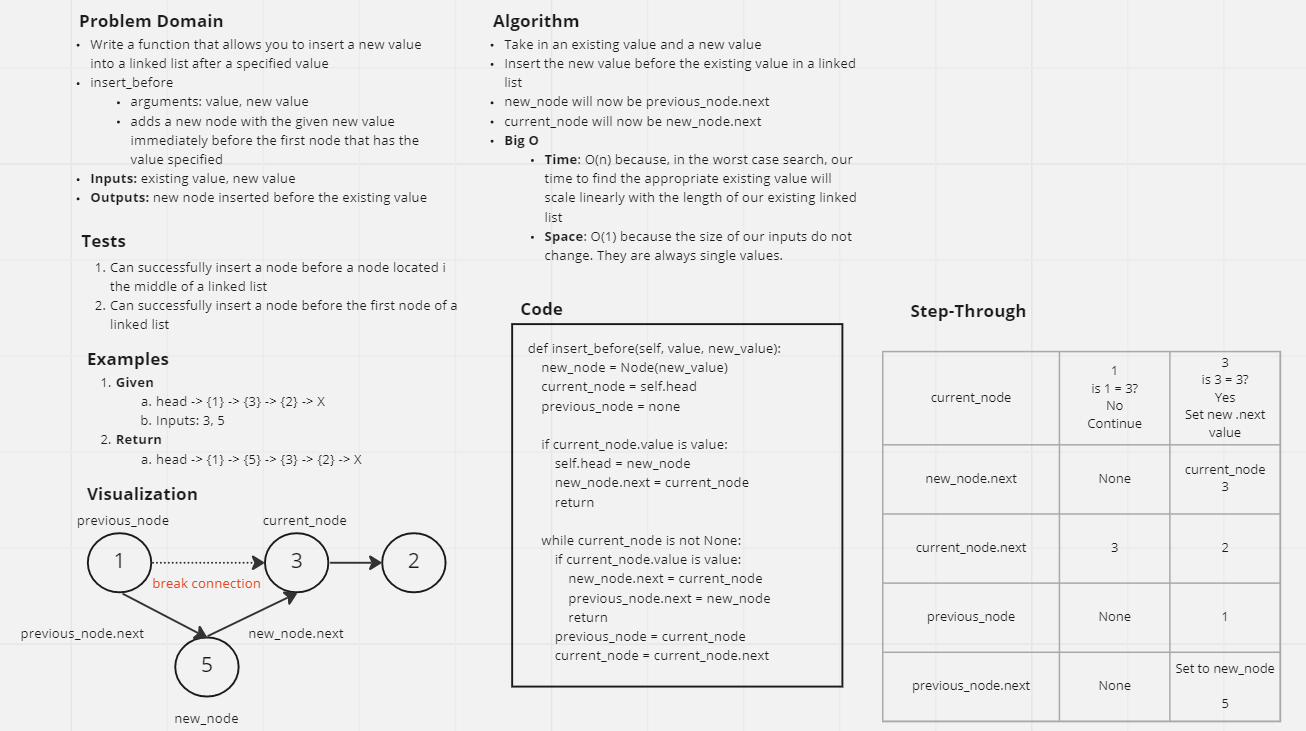 Problem Domain
• Write a function that allows you to insert a new value
into a linked list after a specified value
• insert_before
• arguments: value, new value
• adds a new node with the given new value
immediately before the first node that has the
value specified
• Inputs: existing value, new value
• Outputs: new node inserted before the existing value
Tests
1. Can successfully insert a node before a node located i
the middle of a linked list
2. Can successfully insert a node before the first node of a
linked list
Examples
1. Given
a. head -> {1} -> {3} -> {2} -> X
b. Inputs: 3, 5
2. Return
a. head -> {1} -> {5} -> {3} -> {2} -> X
Visualization
previous_node
current_node
1
3
2
break connection
previous_node.next
new_node.next
5
new_node
Algorithm
• Take in an existing value and a new value
• Insert the new value before the existing value in a linked
list
• new_node will now be previous_node.next
• current_node will now be new_node.next
• Big O
• Time: O(n) because, in the worst case search, our
time to find the appropriate existing value will
scale linearly with the length of our existing linked
list
• Space: O(1) because the size of our inputs do not
change. They are always single values.
Code
def insert_before(self, value, new_value):
new_node = Node(new_value)
current_node = self.head
previous_node = none
if current_node.value is value:
self.head = new_node
new_node.next = current_node
return
while current_node is not None:
if current_node.value is value:
new_node.next = current_node
previous_node.next = new_node
return
previous_node = current_node
current_node = current_node.next
Step-Through
current_node
1
is 1 = 3?
No
Continue
3
is 3 = 3?
Yes
Set new .next
value
new_node.next
None
current_node
3
current_node.next
3
2
previous_node
None
1
previous_node.next
None
Set to new_node
5